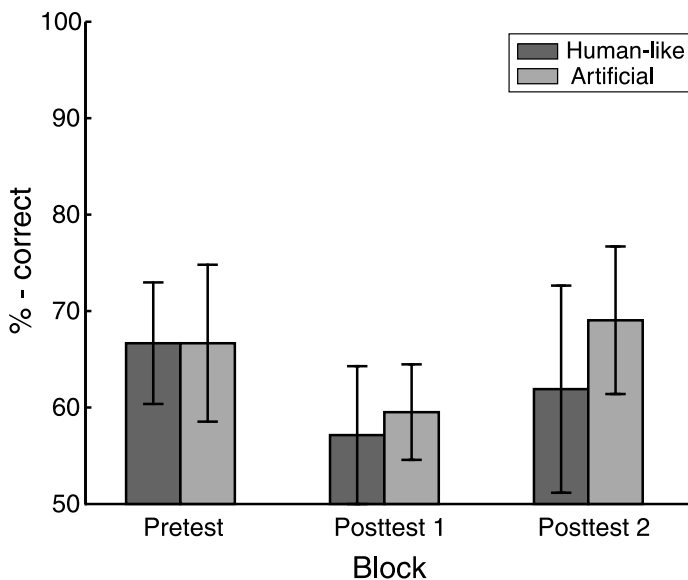 100
90
80
70
60
50
% - correct
Human-like
Artificial
Pretest
Posttest 1
Posttest 2
Block